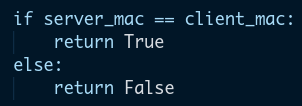 if server_mac == client_mac:
    return True
else:
    return False